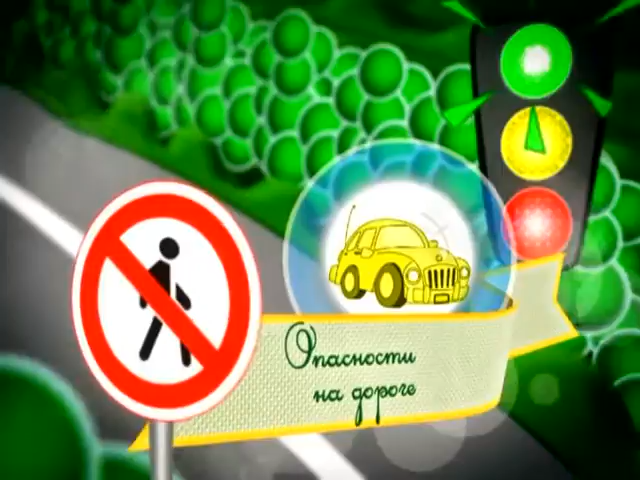 Опасности
на дороге